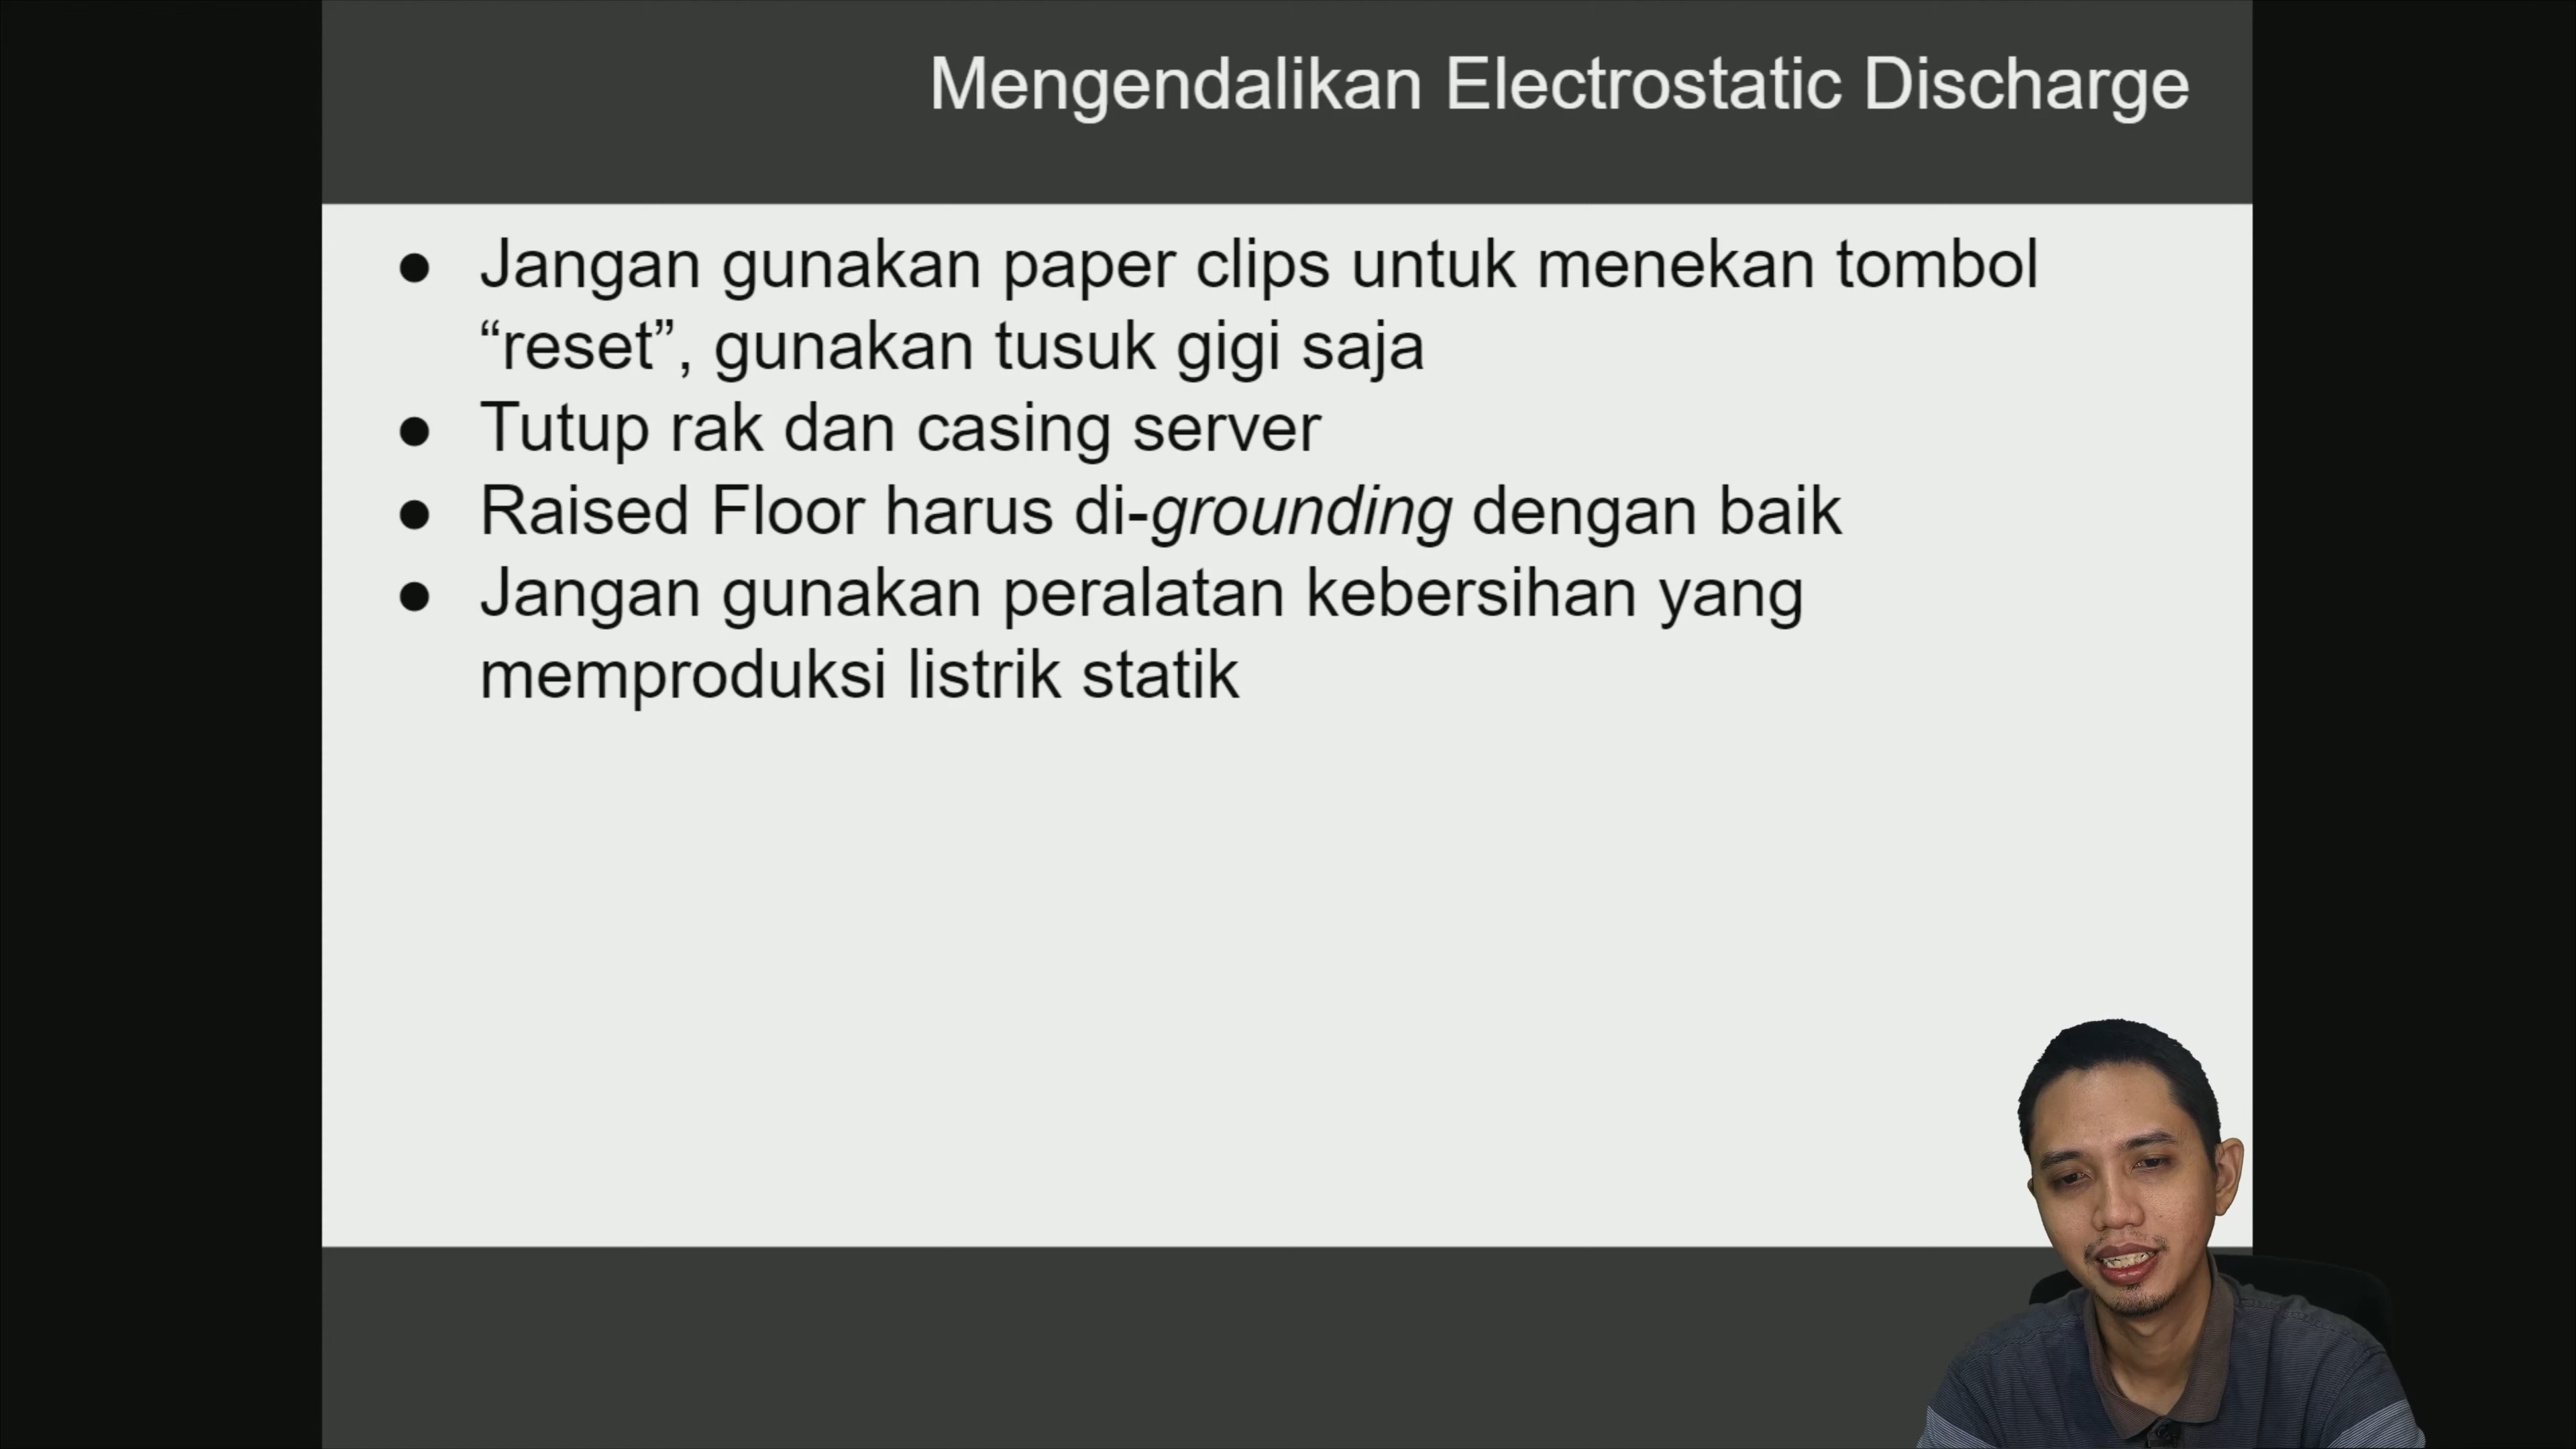 Mengendalikan Electrostatic Discharge
● Jangan gunakan paper clips untuk menekan tombol
“reset”, gunakan tusuk gigi saja
● Tutup rak dan casing server
● Raised Floor harus di-grounding dengan baik
● Jangan gunakan peralatan kebersihan yang
memproduksi listrik statik